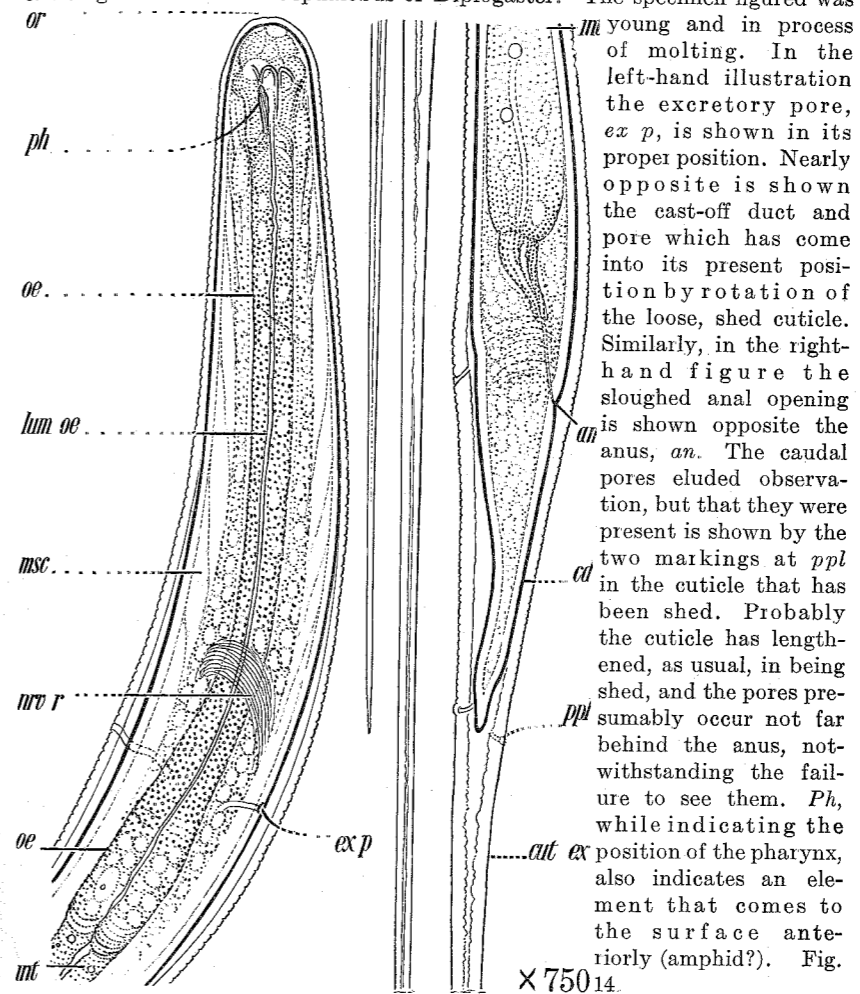 or Diplogaster. The specimen figured was
or
ph
oe
lum oe
msc
nrv r
oe
int
ex p
m
an
cd
ppl
cut ex
×750
young and in process
of molting. In the
left-hand illustration
the excretory pore,
ex p, is shown in its
proper position. Nearly
opposite is shown
the cast-off duct and
pore which has come
into its present posi-
tion by rotation of
the loose, shed cuticle.
Similarly, in the right-
hand figure the
sloughed anal opening
is shown opposite the
anus, an. The caudal
pores eluded observa-
tion, but that they were
present is shown by the
two markings at ppl
in the cuticle that has
been shed. Probably
the cuticle has length-
ened, as usual, in being
shed, and the pores pre-
sumably occur not far
behind the anus, not-
withstanding the fail-
ure to see them. Ph,
while indicating the
position of the pharynx,
also indicates an ele-
ment that comes to
the surface ante-
riorly (amphid?). Fig.
14.